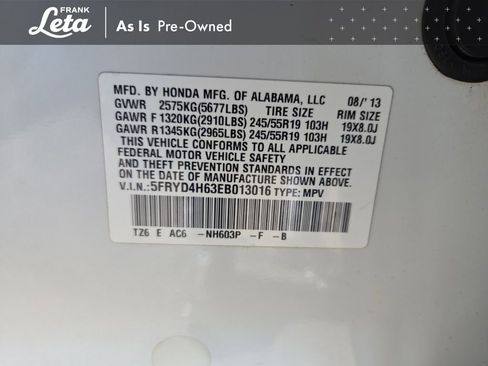 FRANK
Leta
As Is Pre-Owned
MFD. BY HONDA MFG. OF ALABAMA, LLC 08/'13
GVWR 2575KG(5677LBS) TIRE SIZE RIM SIZE
GAWR F 1320KG(2910LBS) 245/55R19 103H 19X8.0J
GAWR R1345KG(2965LBS) 245/55R19 103H 19X8.0J
THIS VEHICLE CONFORMS TO ALL APPLICABLE
FEDERAL MOTOR VEHICLE SAFETY
AND THEFT PREVENTION STANDARDS IN EFFECT
ON THE DATE OF MANUFACTURE SHOWN ABOVE.
V.I.N.:5FRYD4H63EB013016 TYPE: MPV
TZ6 E AC6 -NH603P -F -B